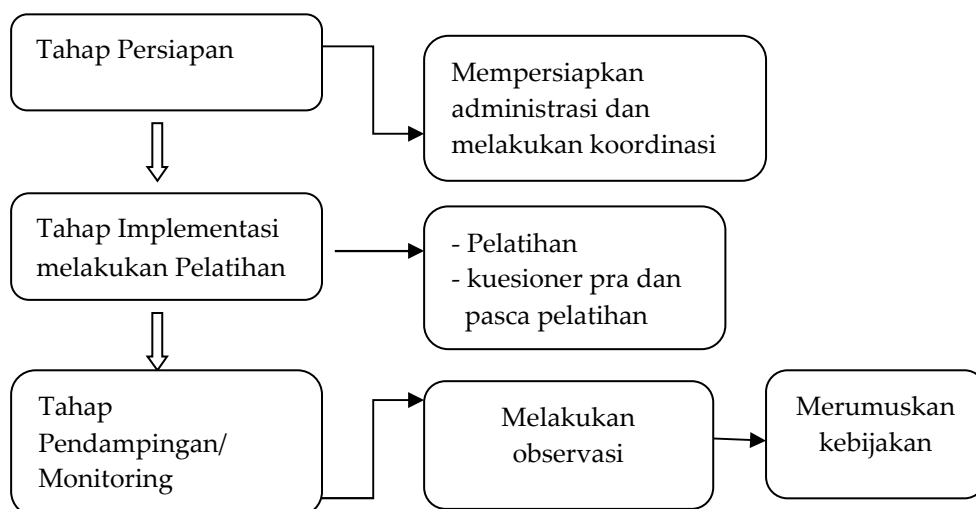 Tahap Persiapan
Mempersiapkan
administrasi dan
melakukan koordinasi
Tahap Implementasi
melakukan Pelatihan
- Pelatihan
- kuesioner pra dan
pasca pelatihan
Tahap
Pendampingan/
Monitoring
Melakukan
observasi
Merumuskan
kebijakan